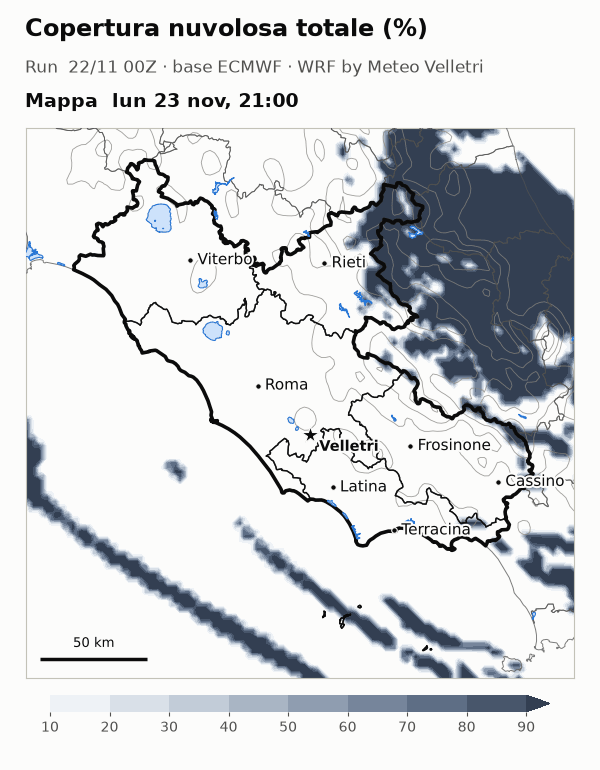 Copertura nuvolosa totale (%)
Run  22/11 00Z · base ECMWF · WRF by Meteo Velletri
Mappa  lun 23 nov, 21:00
Viterbo
Rieti
Roma
Velletri
Frosinone
Latina
Cassino
Terracina
50 km
10 20 30 40 50 60 70 80 90